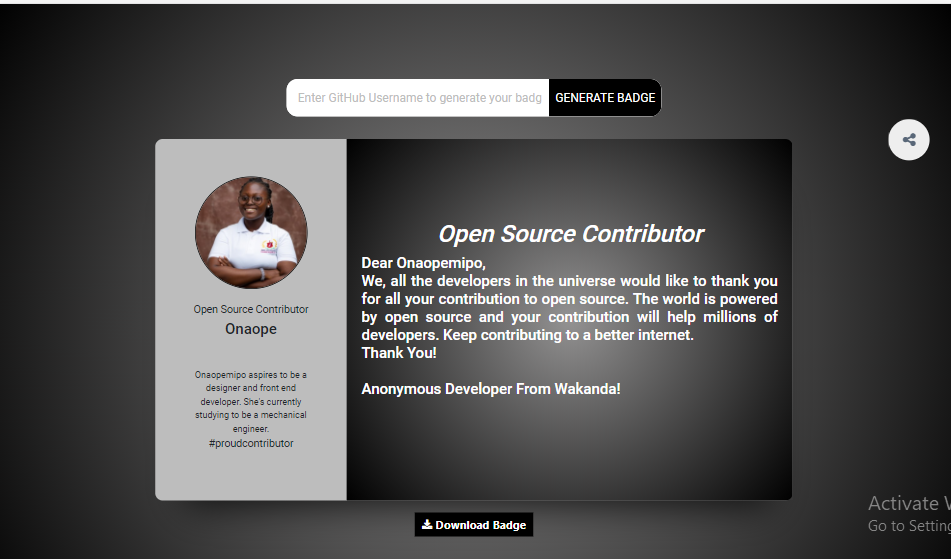 Enter GitHub Username to generate your badg
GENERATE BADGE
Open Source Contributor
Onaope
Onaopemipo aspires to be a
designer and front end
developer. She's currently
studying to be a mechanical
engineer.
#proudcontributor
Open Source Contributor
Dear Onaopemipo,
We, all the developers in the universe would like to thank you
for all your contribution to open source. The world is powered
by open source and your contribution will help millions of
developers. Keep contributing to a better internet.
Thank You!
Anonymous Developer From Wakanda!
Download Badge
Activate W
Go to Setting